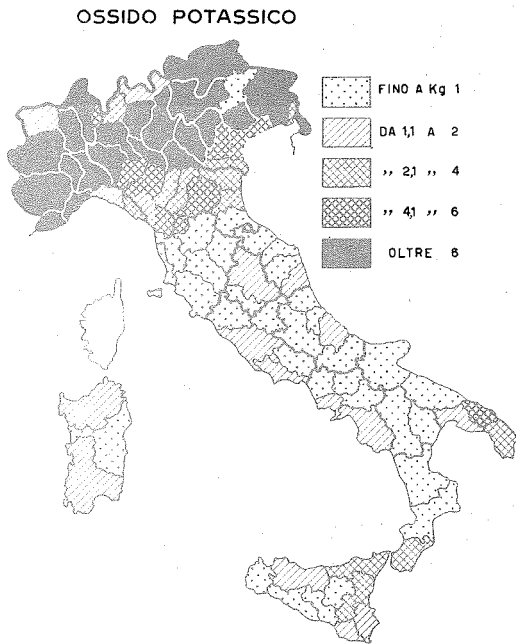 OSSIDO POTASSICO
FINO A Kg 1
DA 1,1 A 2
,, 2,1 ,, 4
,, 4,1 ,, 6
OLTRE 6